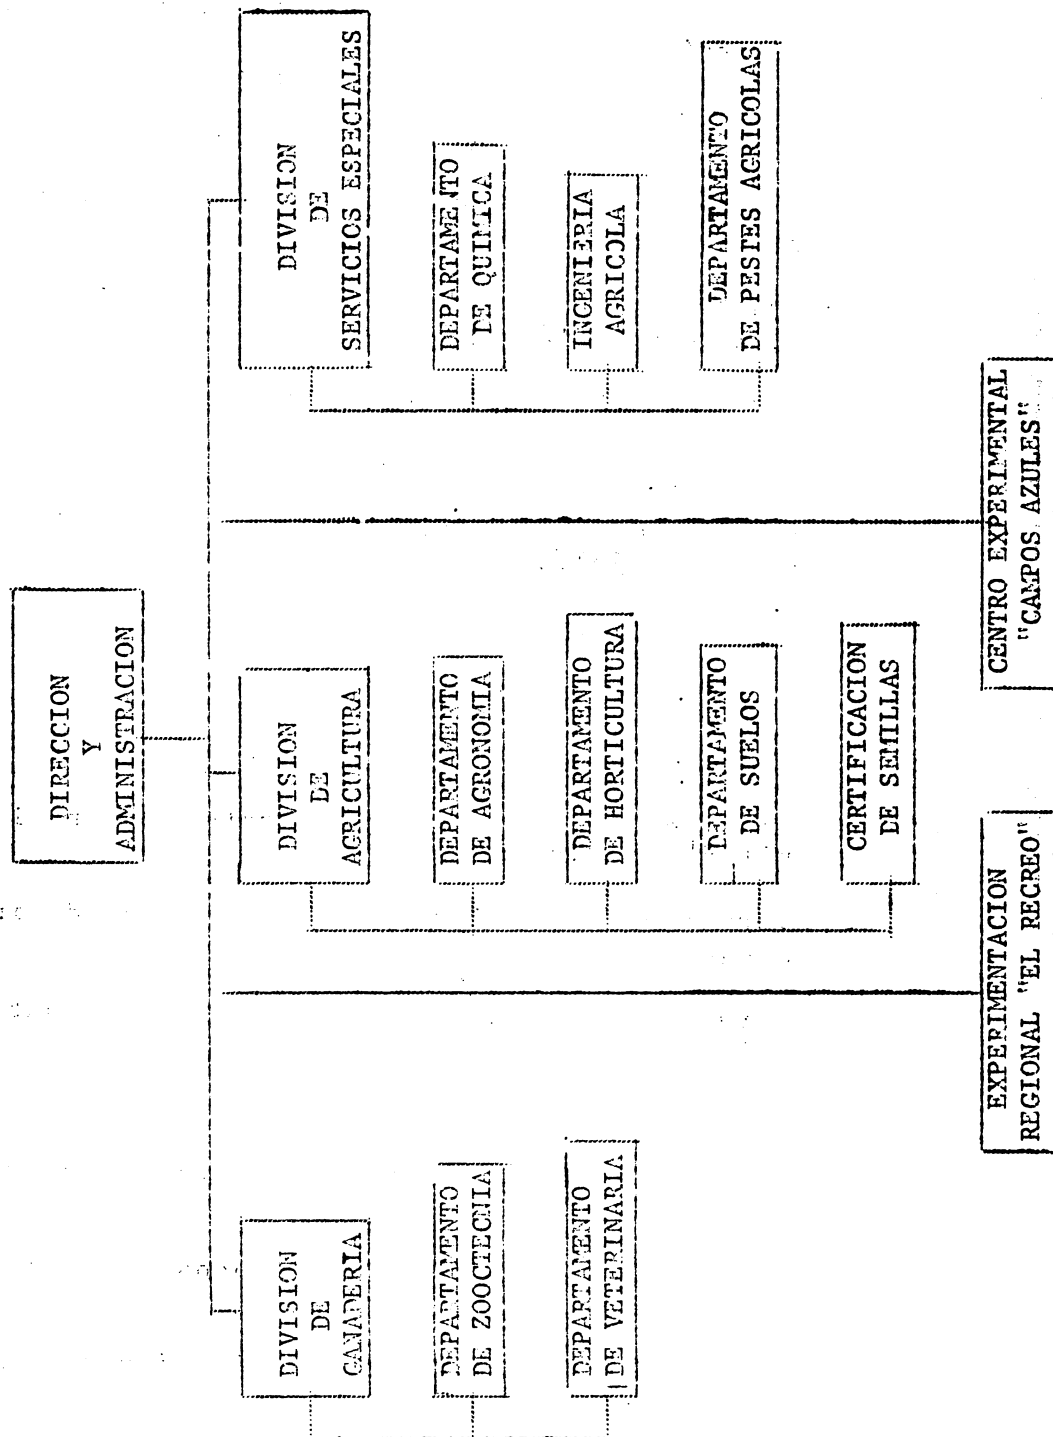 DIRECCION
Y
ADMINISTRACION
DIVISION
DE
GANADERIA
DEPARTAMENTO
DE ZOOCTECNIA
DEPARTAMENTO
DE VETERINARIA
DIVISION
DE
AGRICULTURA
DEPARTAMENTO
DE AGRONOMIA
DEPARTAMENTO
DE HORTICULTURA
DEPARTAMENTO
DE SUELOS
CERTIFICACION
DE SEMILLAS
DIVISION
DE
SERVICIOS ESPECIALES
DEPARTAMENTO
DE QUIMICA
INGENIERIA
AGRICOLA
DEPARTAMENTO
DE PESTES AGRICOLAS
EXPERIMENTACION
REGIONAL "EL RECREO"
CENTRO EXPERIMENTAL
"CAMPOS AZULES"